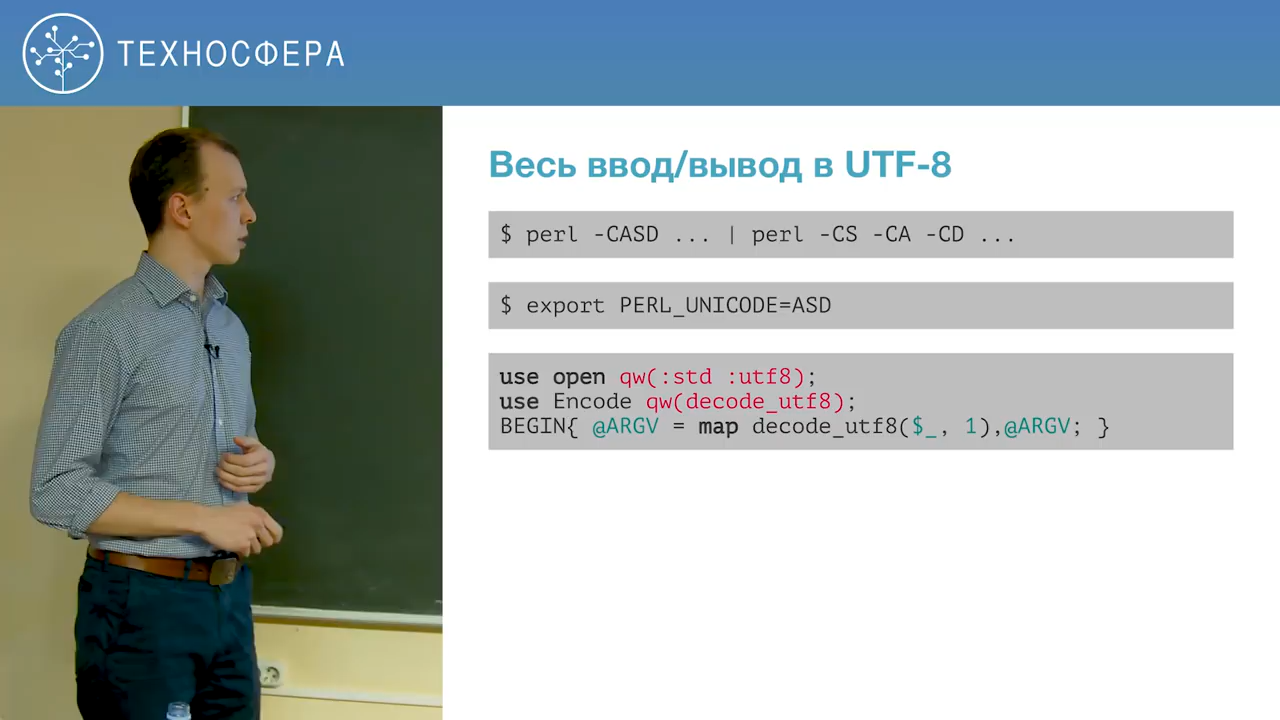 ТЕХНОСФЕРА
Весь ввод/вывод в UTF-8
$ perl -CASD ... | perl -CS -CA -CD ...
$ export PERL_UNICODE=ASD
use open qw(:std :utf8);
use Encode qw(decode_utf8);
BEGIN{ @ARGV = map decode_utf8($_, 1),@ARGV; }